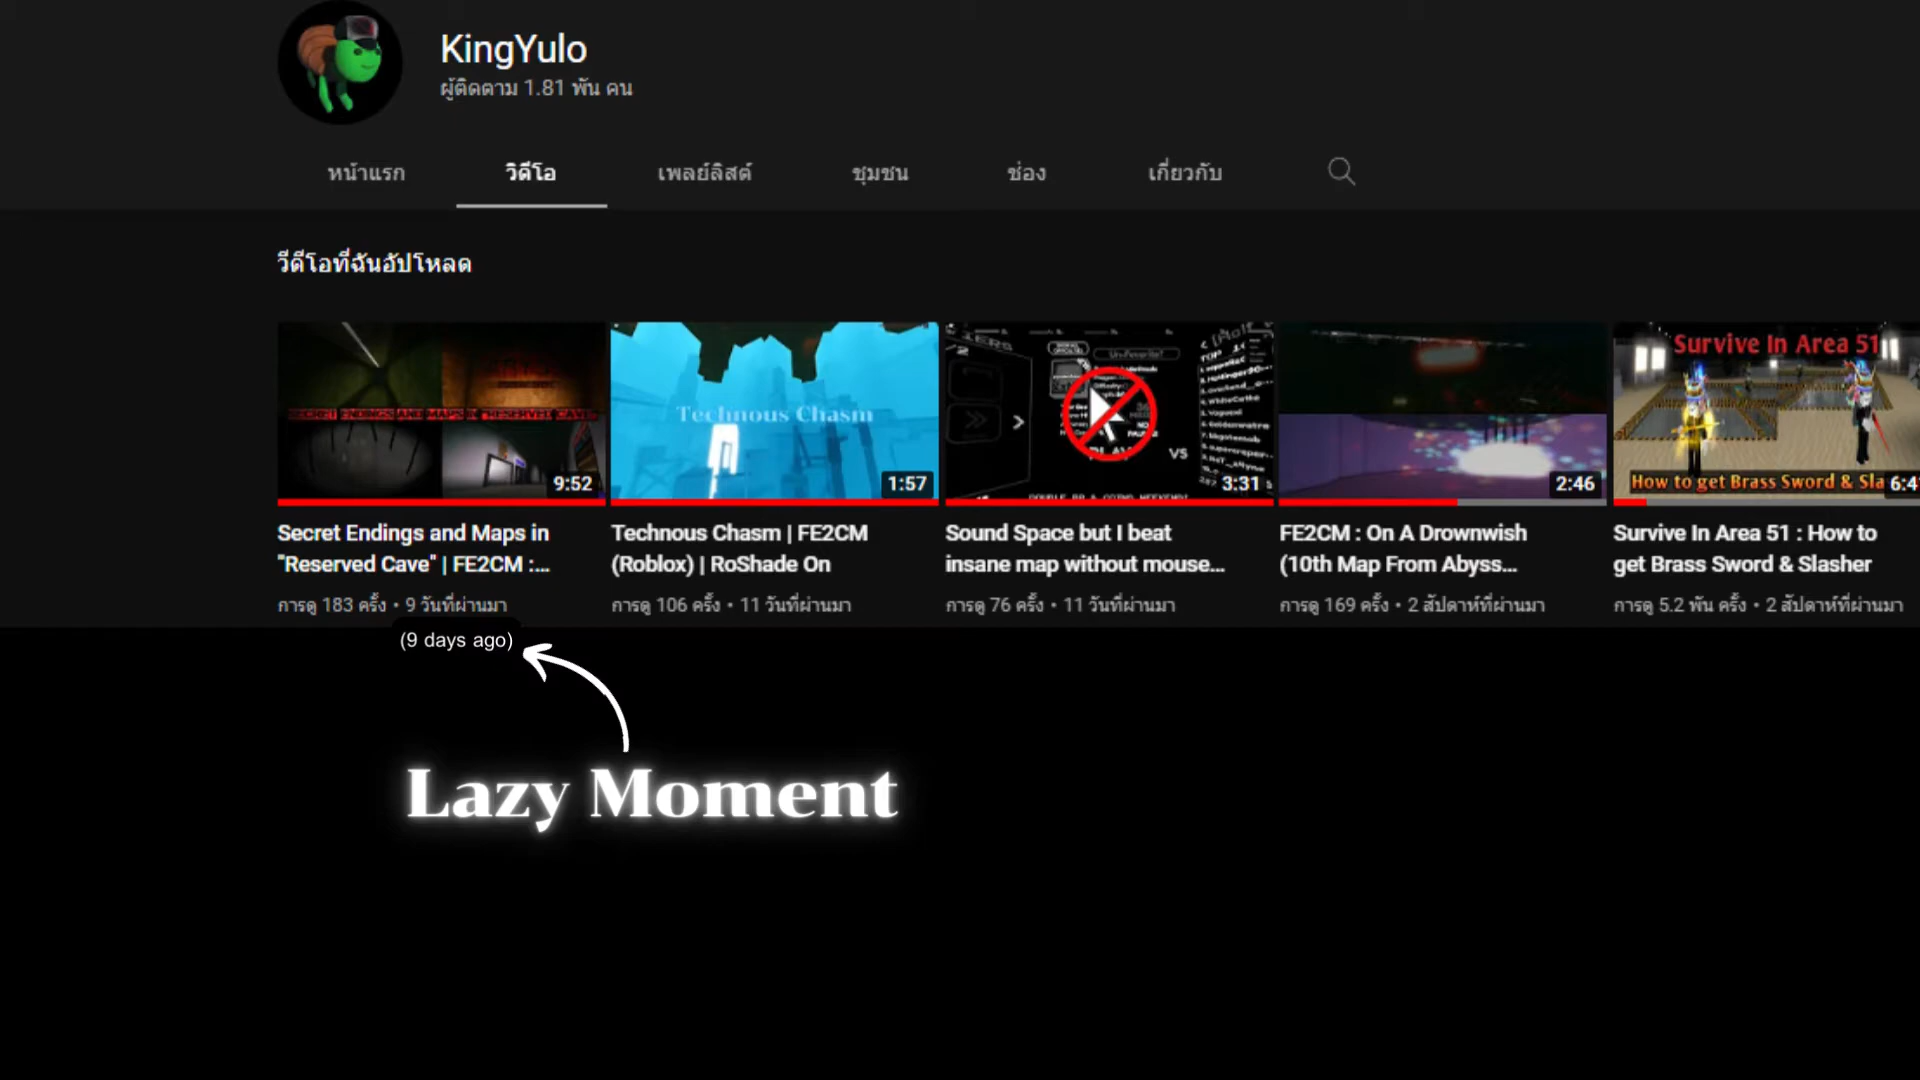 KingYulo
ผู้ติดตาม 1.81 พัน คน
หน้าแรก วิดีโอ เพลย์ลิสต์ ชุมชน ช่อง เกี่ยวกับ
วิดีโอที่ฉันอัปโหลด
SECRET ENDINGS AND MAPS IN "RESERVED CAVE"
9:52
Technous Chasm
1:57
VS
3:31
2:46
Survive In Area 51
How to get Brass Sword & Sla
6:4
Secret Endings and Maps in
"Reserved Cave" | FE2CM :...
การดู 183 ครั้ง • 9 วันที่ผ่านมา
Technous Chasm | FE2CM
(Roblox) | RoShade On
การดู 106 ครั้ง • 11 วันที่ผ่านมา
Sound Space but I beat
insane map without mouse...
การดู 76 ครั้ง • 11 วันที่ผ่านมา
FE2CM : On A Drownwish
(10th Map From Abyss...
การดู 169 ครั้ง • 2 สัปดาห์ที่ผ่านมา
Survive In Area 51 : How to
get Brass Sword & Slasher
การดู 5.2 พัน ครั้ง • 2 สัปดาห์ที่ผ่านมา
(9 days ago)
Lazy Moment